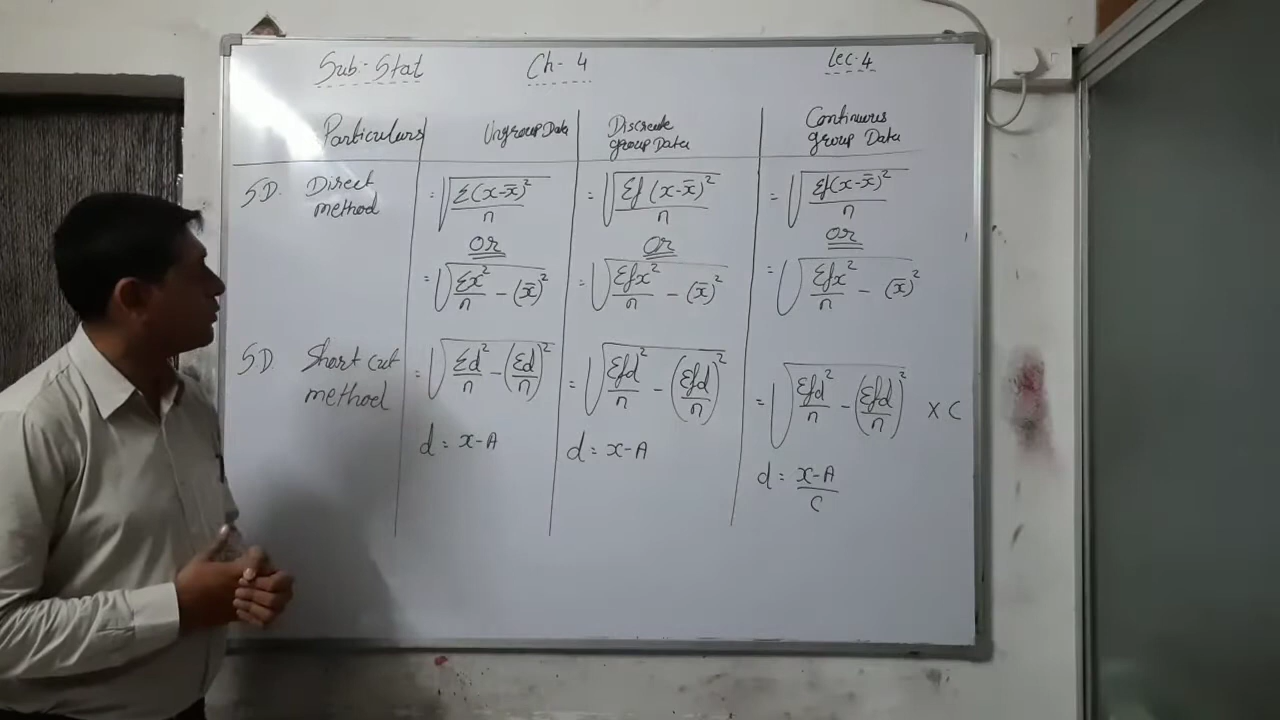 Sub:- Stat Ch- 4 Lec-4
Particulars Ungroup Data Discrete group Data Continuous group Data
SD. Direct method = √(Σ(x-x̄)²/n) = √(Σf(x-x̄)²/n) = √(Σf(x-x̄)²/n)
OR OR OR
= √(Σx²/n - (x̄)²) = √(Σfx²/n - (x̄)²) = √(Σfx²/n - (x̄)²)
SD Short cut method = √(Σd²/n - (Σd/n)²) = √(Σfd²/n - (Σfd/n)²) = √(Σfd²/n - (Σfd/n)²) x C
d = x-A d = x-A d = x-A/C